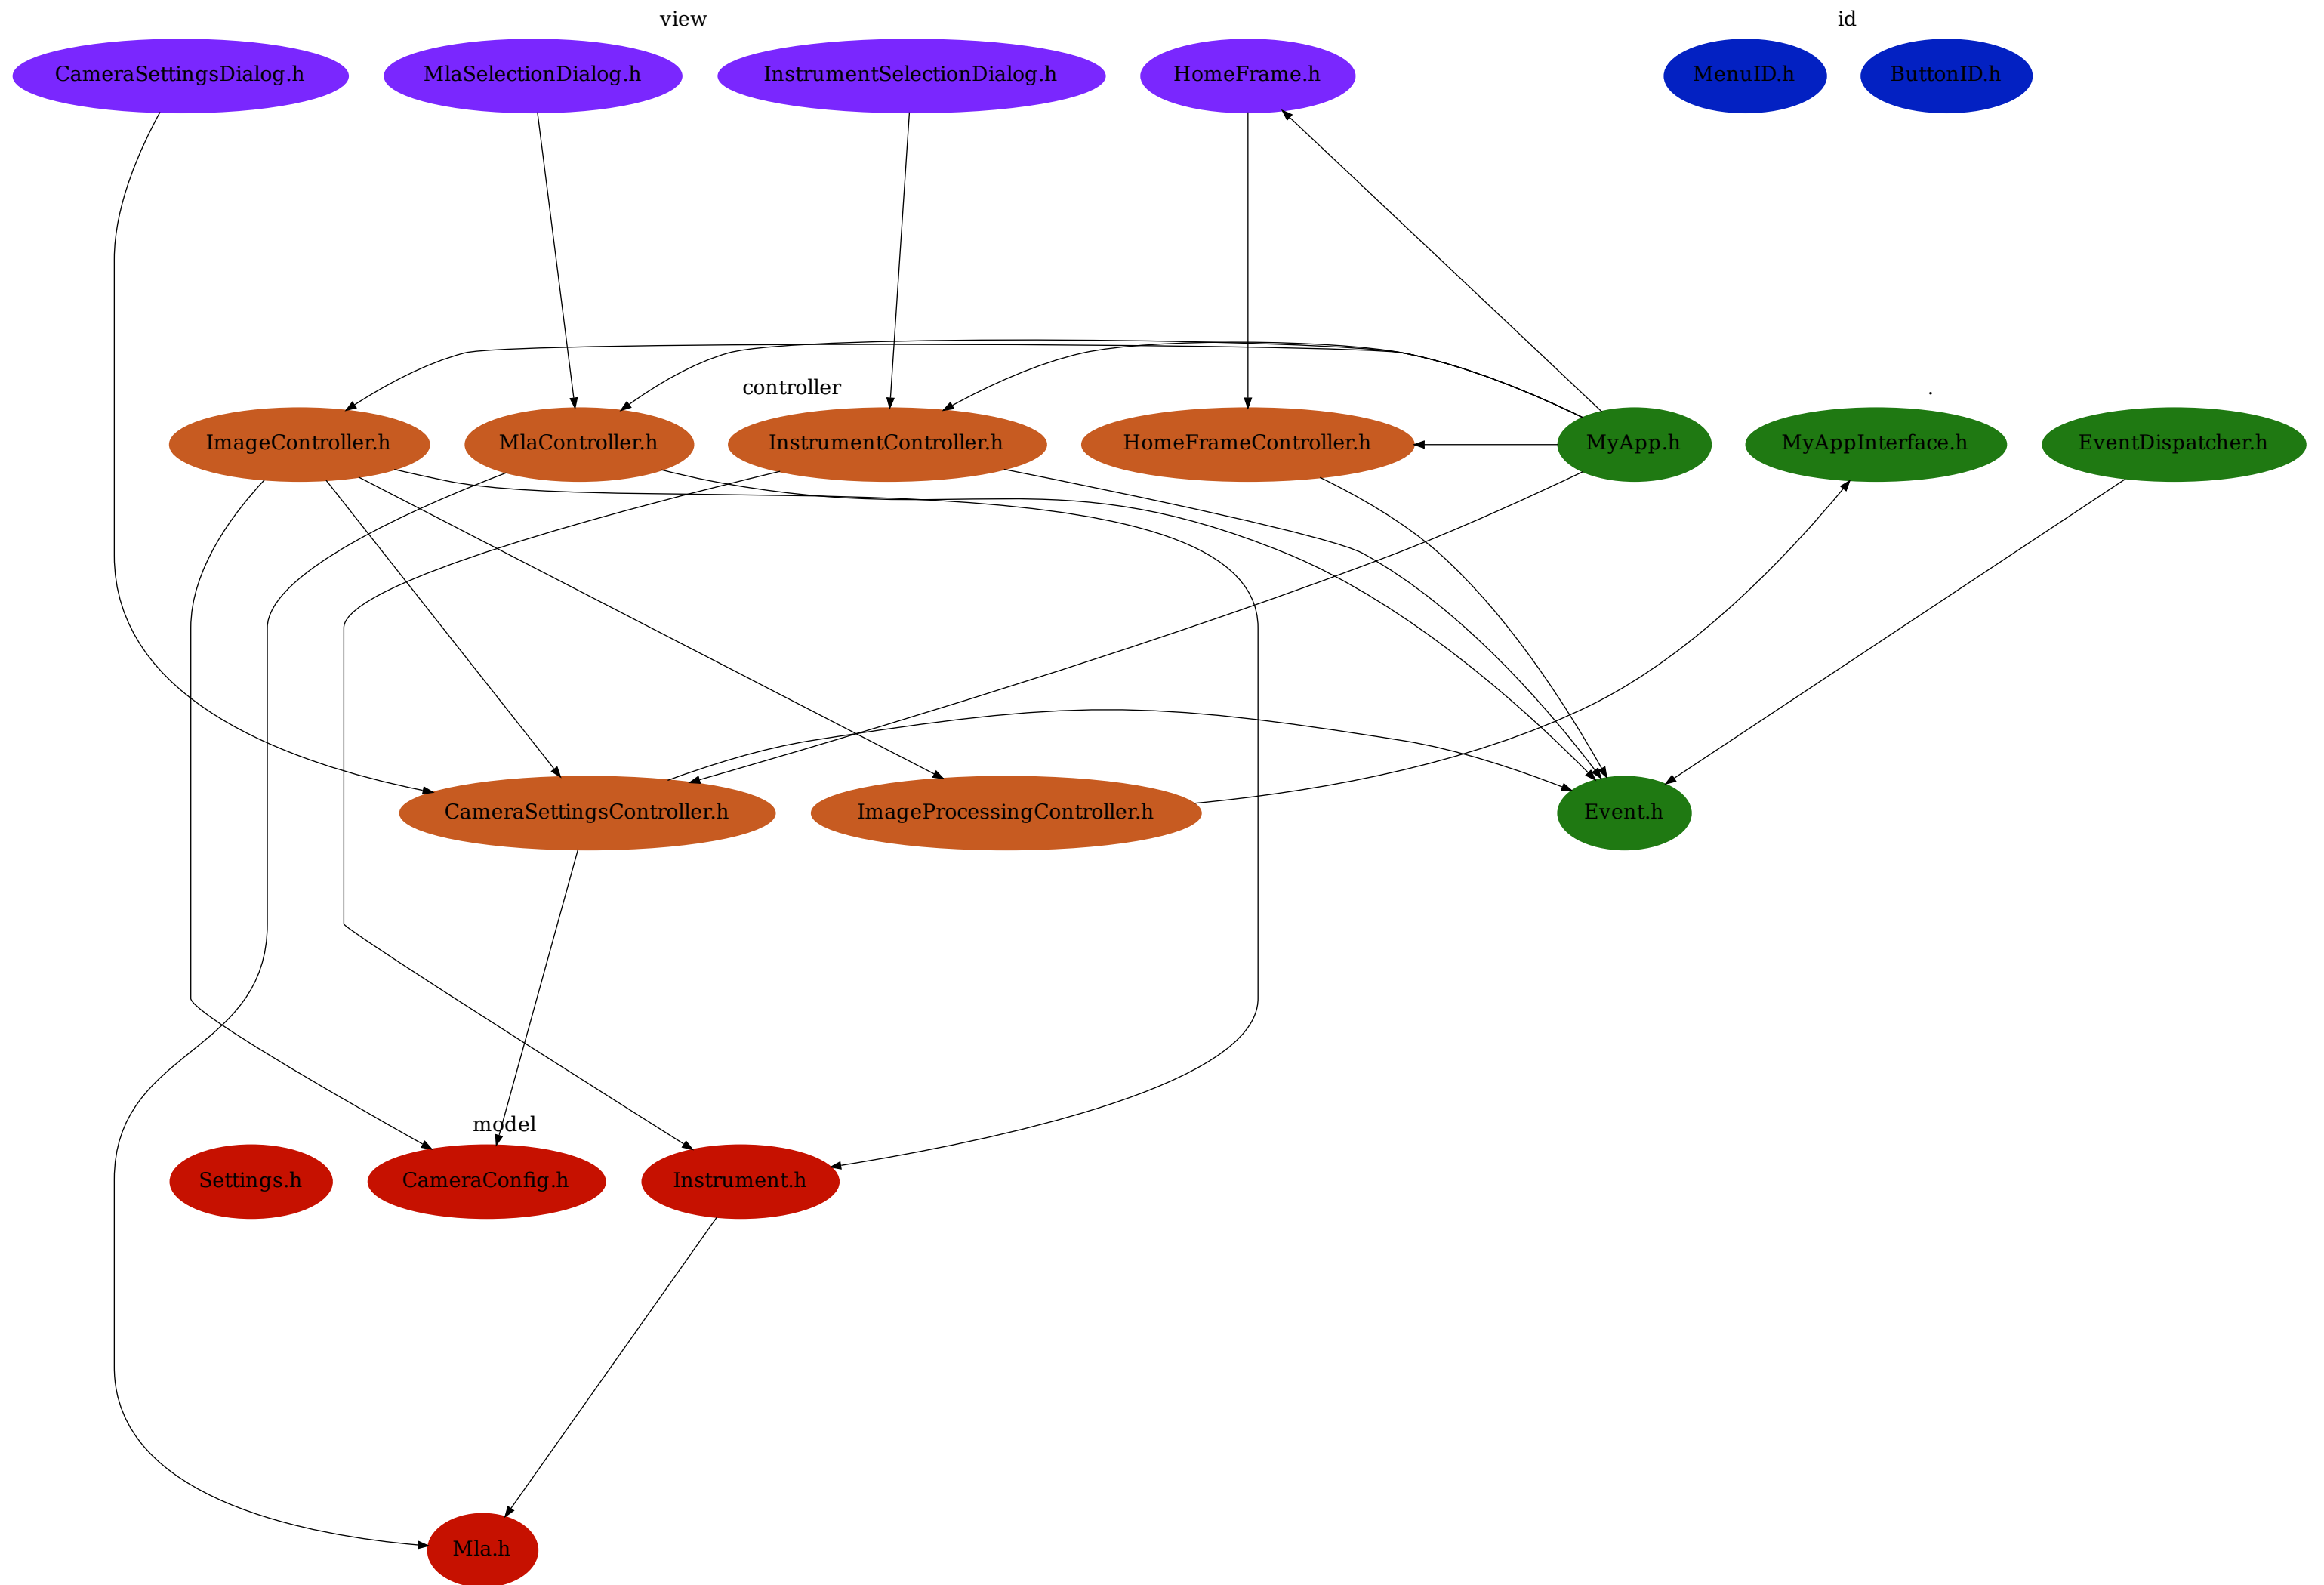 view
id
CameraSettingsDialog.h
MlaSelectionDialog.h
InstrumentSelectionDialog.h
HomeFrame.h
MenuID.h
ButtonID.h
controller
.
ImageController.h
MlaController.h
InstrumentController.h
HomeFrameController.h
MyApp.h
MyAppInterface.h
EventDispatcher.h
CameraSettingsController.h
ImageProcessingController.h
Event.h
model
Settings.h
CameraConfig.h
Instrument.h
Mla.h